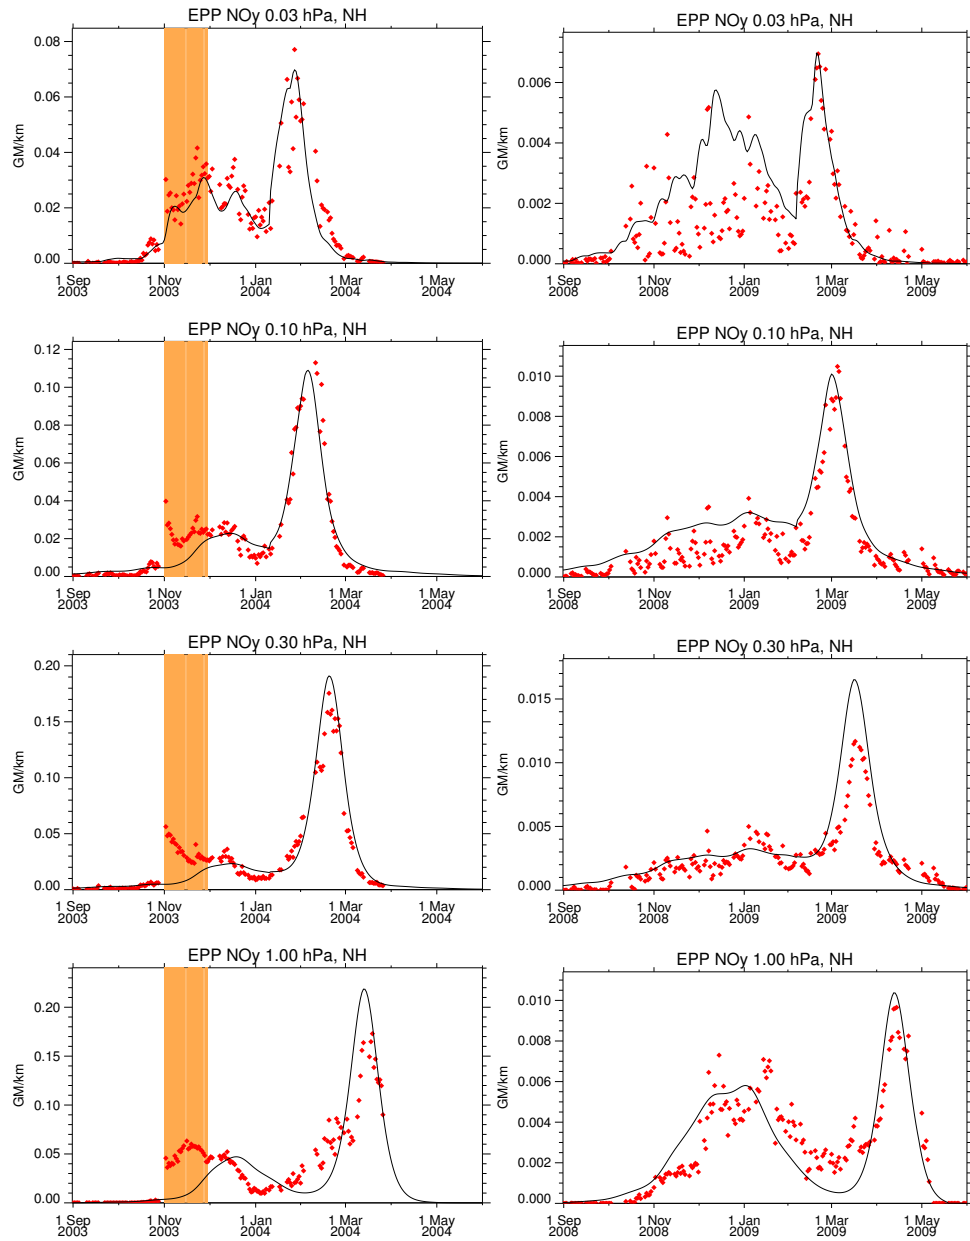 EPP NOy 0.03 hPa, NH
GM/km
0.08
0.06
0.04
0.02
0.00
1 Sep 1 Nov 1 Jan 1 Mar 1 May
2003 2003 2004 2004 2004
EPP NOy 0.03 hPa, NH
GM/km
0.006
0.004
0.002
0.000
1 Sep 1 Nov 1 Jan 1 Mar 1 May
2008 2008 2009 2009 2009
EPP NOy 0.10 hPa, NH
GM/km
0.12
0.10
0.08
0.06
0.04
0.02
0.00
1 Sep 1 Nov 1 Jan 1 Mar 1 May
2003 2003 2004 2004 2004
EPP NOy 0.10 hPa, NH
GM/km
0.010
0.008
0.006
0.004
0.002
0.000
1 Sep 1 Nov 1 Jan 1 Mar 1 May
2008 2008 2009 2009 2009
EPP NOy 0.30 hPa, NH
GM/km
0.20
0.15
0.10
0.05
0.00
1 Sep 1 Nov 1 Jan 1 Mar 1 May
2003 2003 2004 2004 2004
EPP NOy 0.30 hPa, NH
GM/km
0.015
0.010
0.005
0.000
1 Sep 1 Nov 1 Jan 1 Mar 1 May
2008 2008 2009 2009 2009
EPP NOy 1.00 hPa, NH
GM/km
0.20
0.15
0.10
0.05
0.00
1 Sep 1 Nov 1 Jan 1 Mar 1 May
2003 2003 2004 2004 2004
EPP NOy 1.00 hPa, NH
GM/km
0.010
0.008
0.006
0.004
0.002
0.000
1 Sep 1 Nov 1 Jan 1 Mar 1 May
2008 2008 2009 2009 2009